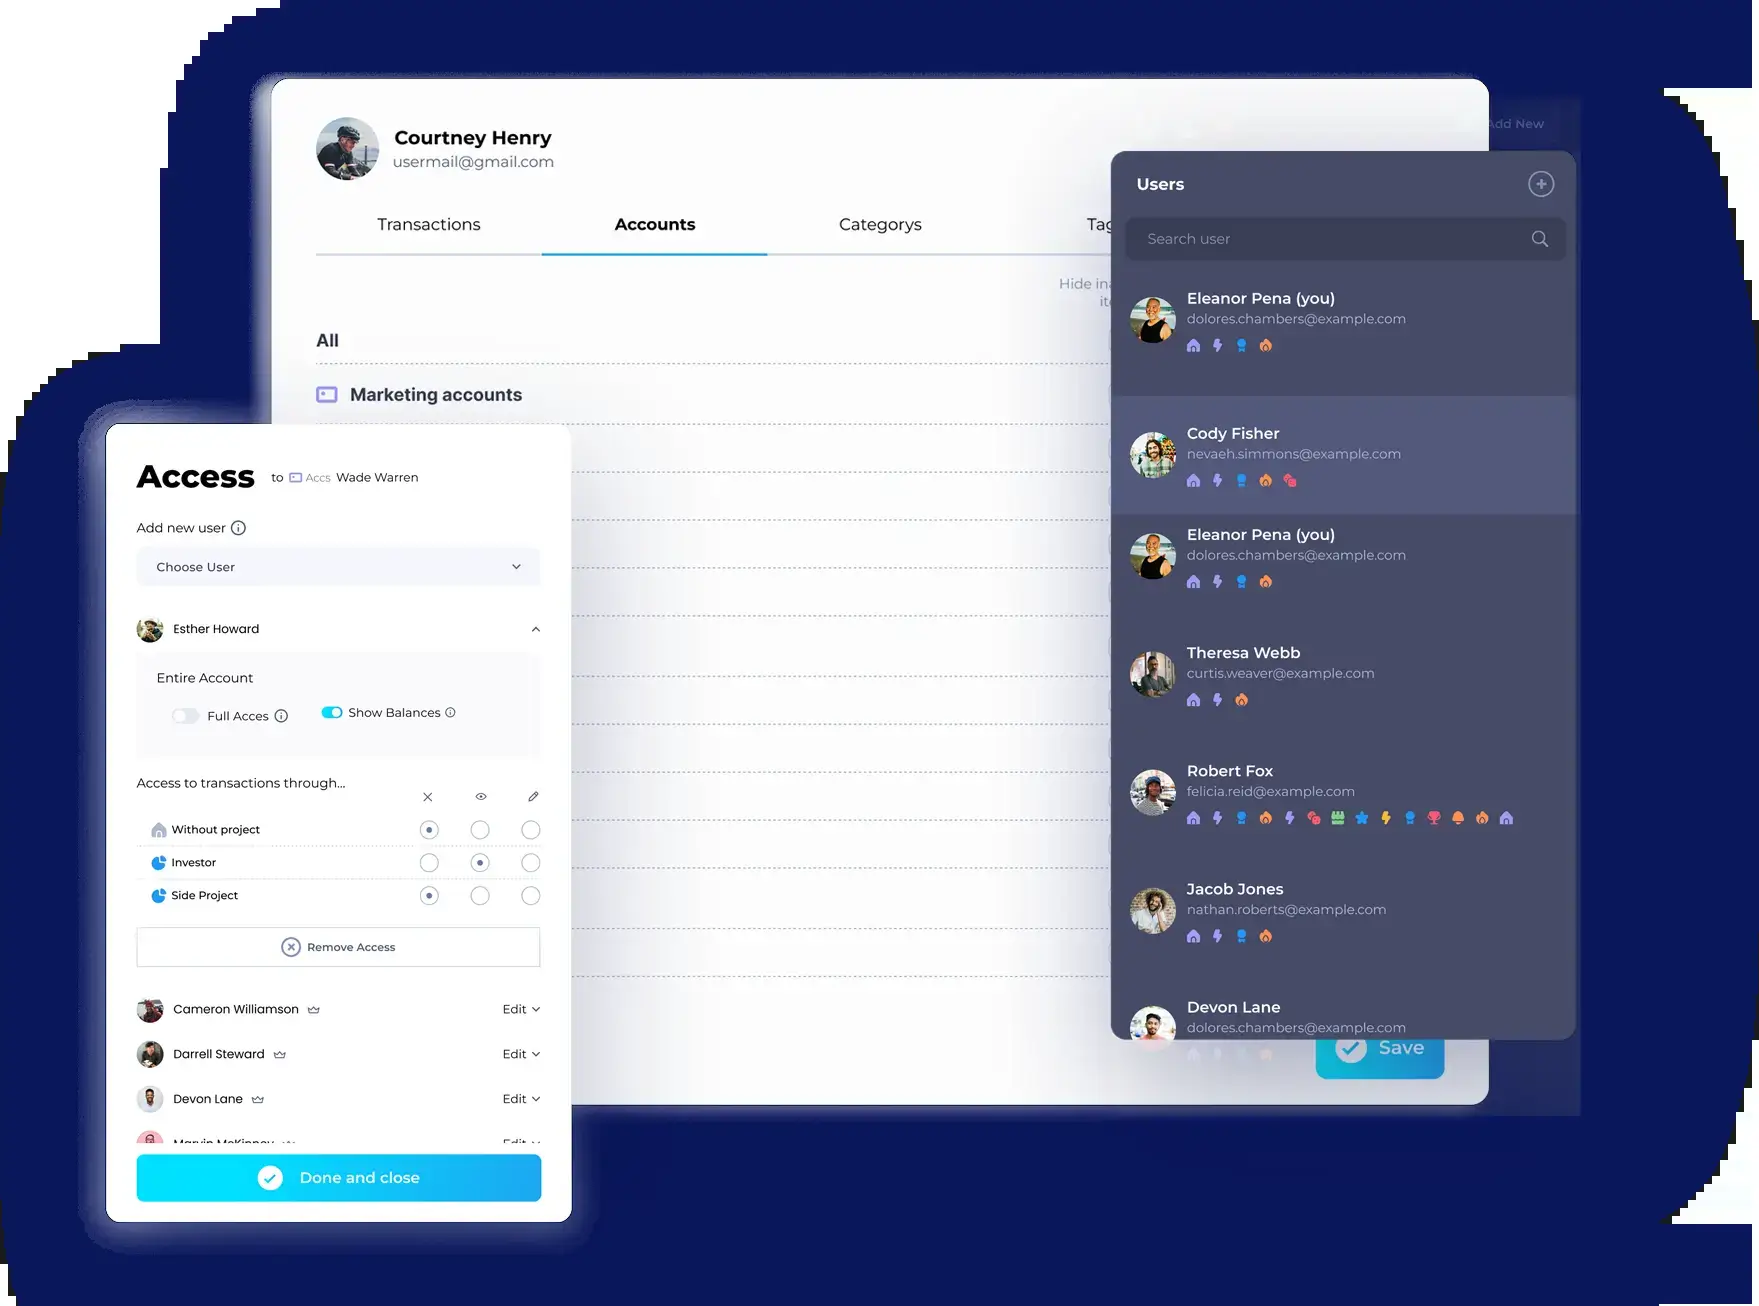 Courtney Henry
usermail@gmail.com
Transactions
Accounts
Categorys
Tag
Hide in
All
Marketing accounts
Add New
Users
Search user
Eleanor Pena (you)
dolores.chambers@example.com
Cody Fisher
nevaeh.simmons@example.com
Eleanor Pena (you)
dolores.chambers@example.com
Theresa Webb
curtis.weaver@example.com
Robert Fox
felicia.reid@example.com
Jacob Jones
nathan.roberts@example.com
Devon Lane
dolores.chambers@example.com
Save
Access to Accs Wade Warren
Add new user
Choose User
Esther Howard
Entire Account
Full Acces
Show Balances
Access to transactions through...
Without project
Investor
Side Project
Remove Access
Cameron Williamson Edit
Darrell Steward Edit
Devon Lane Edit
Marvin McKinney Edit
Done and close